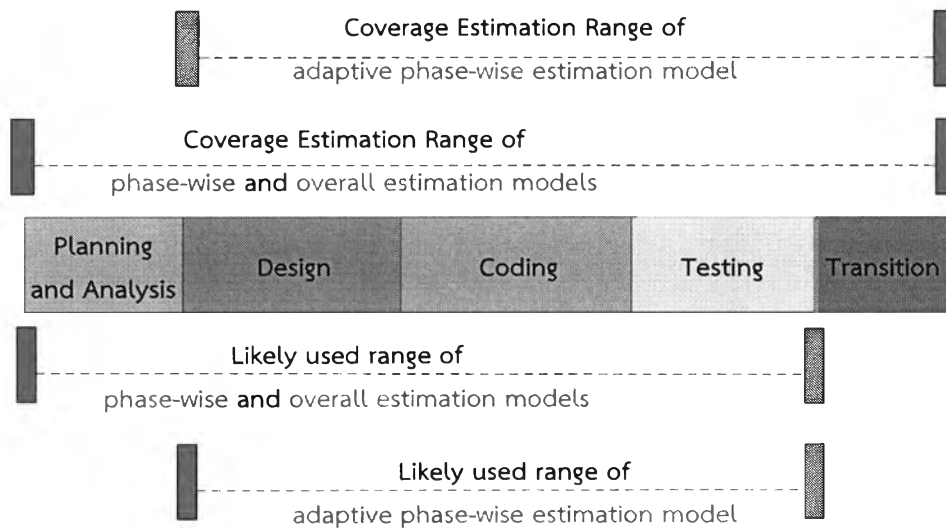 Coverage Estimation Range of
adaptive phase-wise estimation model
Coverage Estimation Range of
phase-wise and overall estimation models
Planning
and Analysis
Design
Coding
Testing
Transition
Likely used range of
phase-wise and overall estimation models
Likely used range of
adaptive phase-wise estimation model